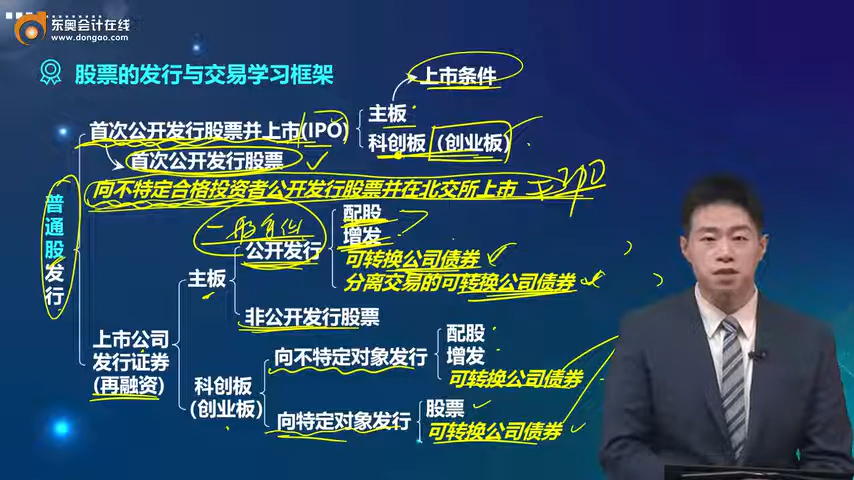 东奥会计在线
www.dongao.com
股票的发行与交易学习框架
上市条件
首次公开发行股票并上市(IPO)
主板
科创板(创业板)
首次公开发行股票
向不特定合格投资者公开发行股票并在北交所上市
IPO
普通股发行
一般条件
配股
增发
公开发行
可转换公司债券
主板
分离交易的可转换公司债券
非公开发行股票
上市公司
发行证券
(再融资)
配股
向不特定对象发行
增发
可转换公司债券
科创板
(创业板)
向特定对象发行
股票
可转换公司债券